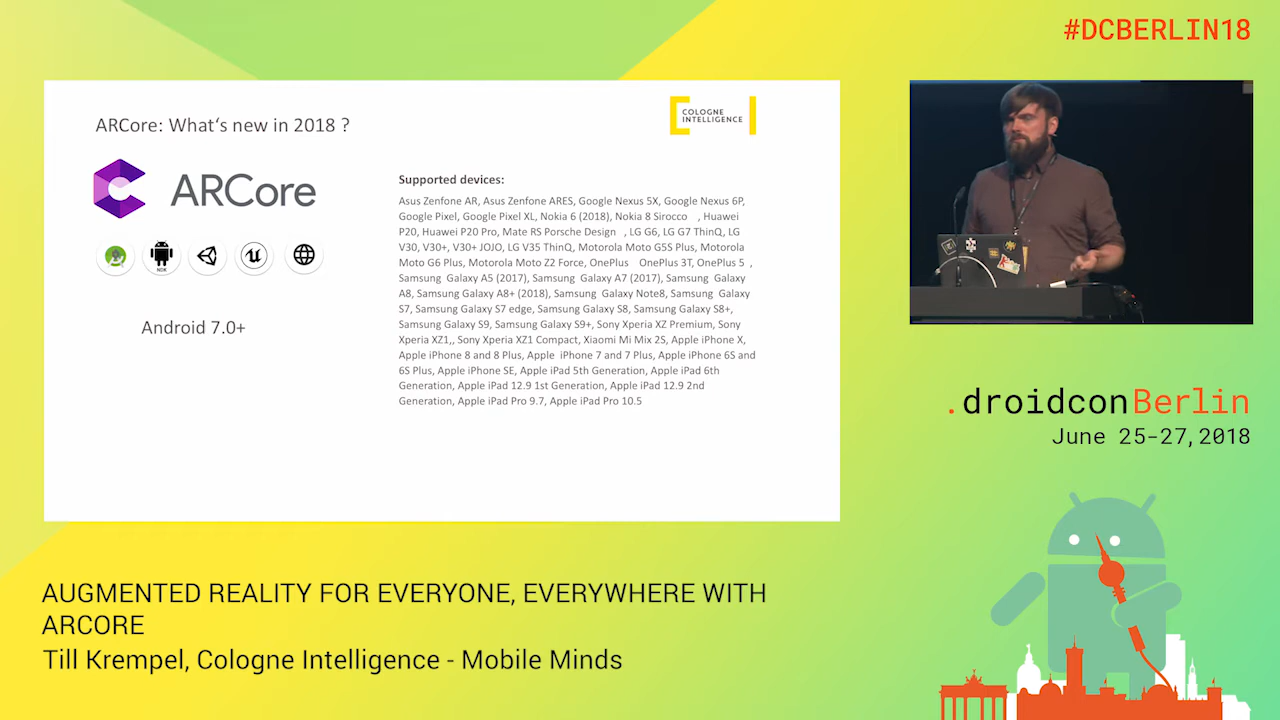 #DCBERLIN18
ARCore: What's new in 2018 ?
COLOGNE
INTELLIGENCE
ARCore
NDK
Android 7.0+
Supported devices:
Asus Zenfone AR, Asus Zenfone ARES, Google Nexus 5X, Google Nexus 6P,
Google Pixel, Google Pixel XL, Nokia 6 (2018), Nokia 8 Sirocco , Huawei
P20, Huawei P20 Pro, Mate RS Porsche Design , LG G6, LG G7 ThinQ, LG
V30, V30+, V30+ JOJO, LG V35 ThinQ, Motorola Moto G5S Plus, Motorola
Moto G6 Plus, Motorola Moto Z2 Force, OnePlus OnePlus 3T, OnePlus 5 ,
Samsung Galaxy A5 (2017), Samsung Galaxy A7 (2017), Samsung Galaxy
A8, Samsung Galaxy A8+ (2018), Samsung Galaxy Note8, Samsung Galaxy
S7, Samsung Galaxy S7 edge, Samsung Galaxy S8, Samsung Galaxy S8+,
Samsung Galaxy S9, Samsung Galaxy S9+, Sony Xperia XZ Premium, Sony
Xperia XZ1,, Sony Xperia XZ1 Compact, Xiaomi Mi Mix 2S, Apple iPhone X,
Apple iPhone 8 and 8 Plus, Apple iPhone 7 and 7 Plus, Apple iPhone 6S and
6S Plus, Apple iPhone SE, Apple iPad 5th Generation, Apple iPad 6th
Generation, Apple iPad 12.9 1st Generation, Apple iPad 12.9 2nd
Generation, Apple iPad Pro 9.7, Apple iPad Pro 10.5
.droidconBerlin
June 25-27, 2018
AUGMENTED REALITY FOR EVERYONE, EVERYWHERE WITH
ARCORE
Till Krempel, Cologne Intelligence - Mobile Minds